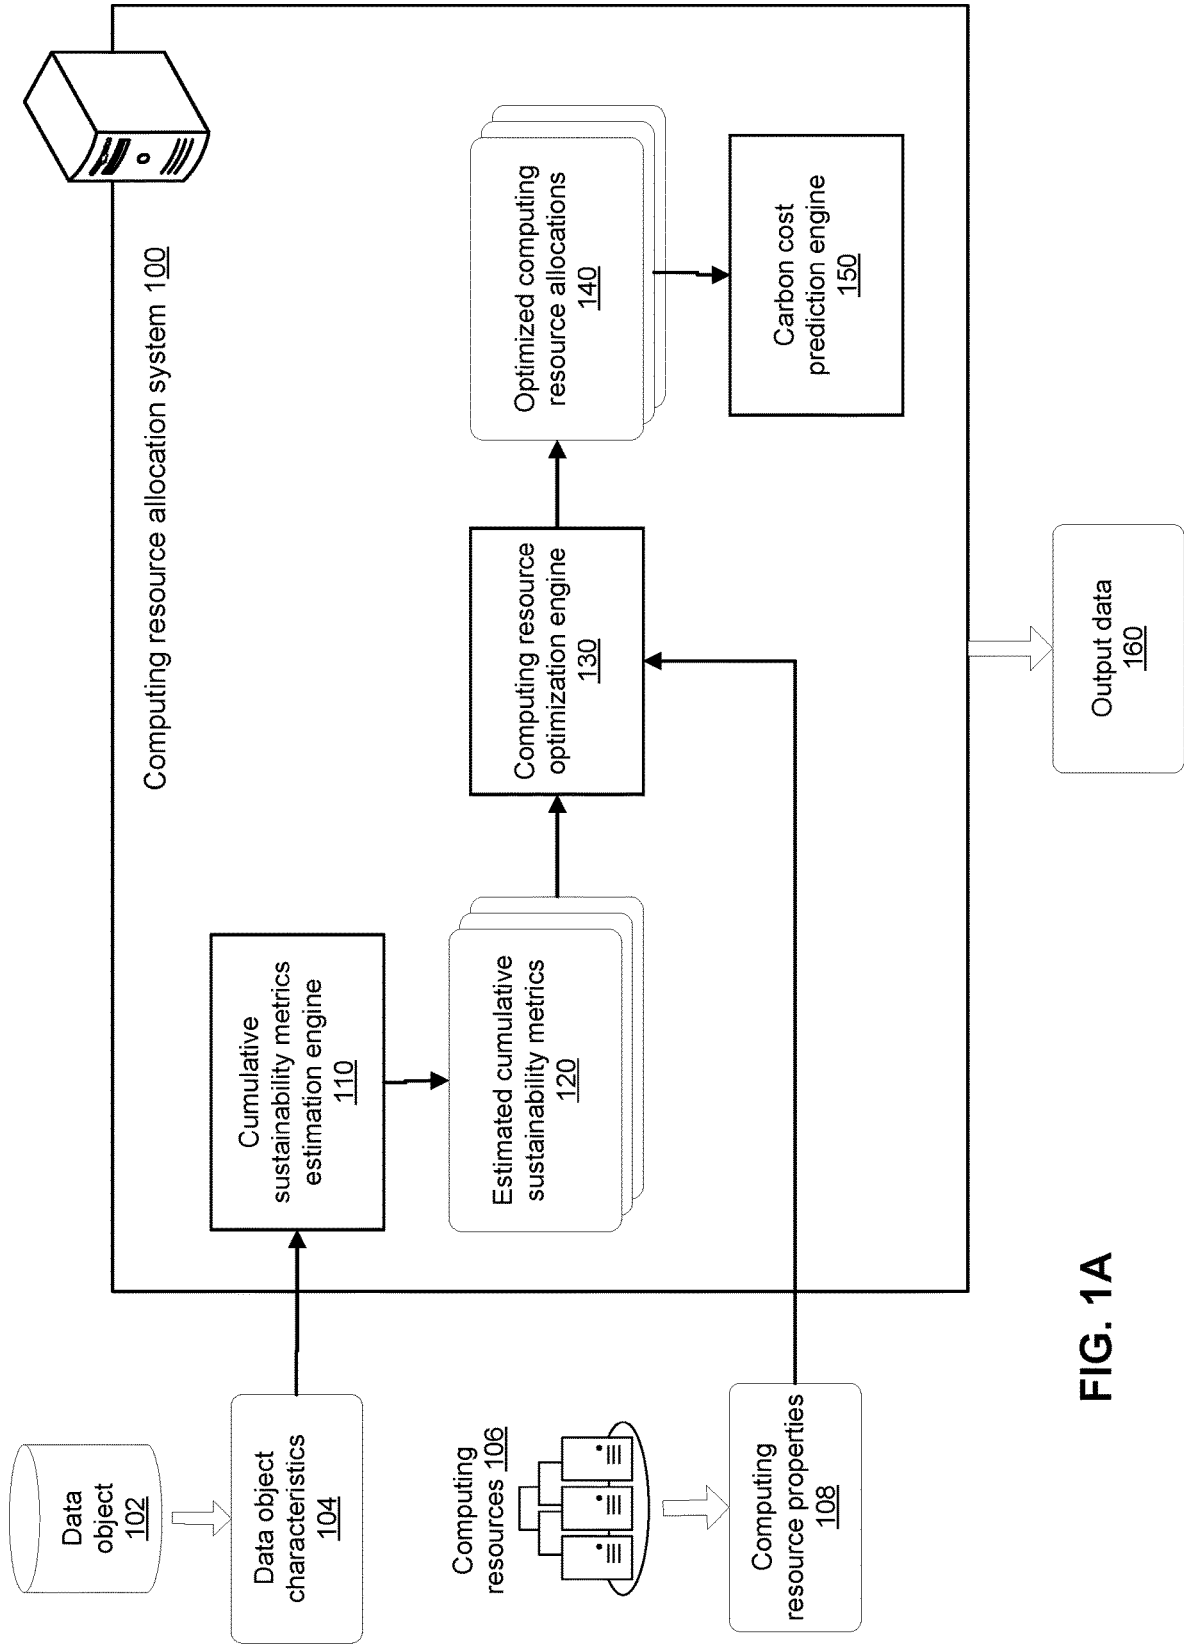 Computing resource allocation system 100
Data
object
102
Data object
characteristics
104
Cumulative
sustainability metrics
estimation engine
110
Estimated cumulative
sustainability metrics
120
Computing resource
optimization engine
130
Optimized computing
resource allocations
140
Carbon cost
prediction engine
150
Computing
resources 106
Computing
resource properties
108
Output data
160
FIG. 1A